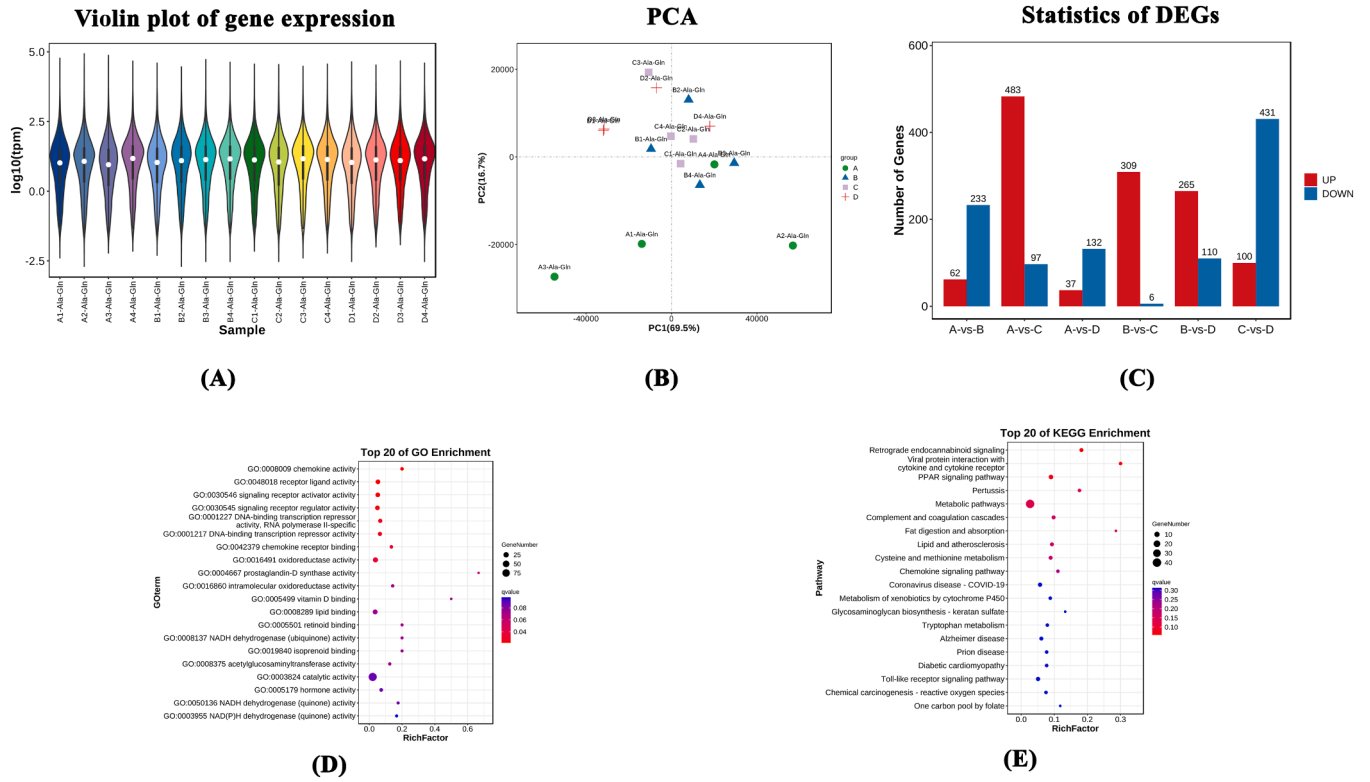 Violin plot of gene expression
PCA
Statistics of DEGs
5.0
2.5
0.0
-2.5
log10(tpm)
A1-Ala-Gln
A2-Ala-Gln
A3-Ala-Gln
A4-Ala-Gln
B1-Ala-Gln
B2-Ala-Gln
B3-Ala-Gln
B4-Ala-Gln
C1-Ala-Gln
C2-Ala-Gln
C3-Ala-Gln
C4-Ala-Gln
D1-Ala-Gln
D2-Ala-Gln
D3-Ala-Gln
D4-Ala-Gln
Sample
(A)
20000
0
-20000
PC2(16.7%)
C3-Ala-Gln
D2-Ala-Gln
B2-Ala-Gln
D4-Ala-Gln
C4-Ala-Gln
C2-Ala-Gln
B1-Ala-Gln
C1-Ala-Gln
A4-Ala-Gln
B3-Ala-Gln
B4-Ala-Gln
A1-Ala-Gln
A2-Ala-Gln
A3-Ala-Gln
-40000
0
40000
PC1(69.5%)
group
A
B
C
D
(B)
600
400
200
0
Number of Genes
62
233
483
97
37
132
309
6
265
110
100
431
A-vs-B
A-vs-C
A-vs-D
B-vs-C
B-vs-D
C-vs-D
UP
DOWN
(C)
Top 20 of GO Enrichment
GO:0008009 chemokine activity
GO:0048018 receptor ligand activity
GO:0030546 signaling receptor activator activity
GO:0030545 signaling receptor regulator activity
GO:0001227 DNA-binding transcription repressor
activity, RNA polymerase II-specific
GO:0001217 DNA-binding transcription repressor activity
GO:0042379 chemokine receptor binding
GO:0016491 oxidoreductase activity
GO:0004667 prostaglandin-D synthase activity
GO:0016860 intramolecular oxidoreductase activity
GO:0005499 vitamin D binding
GO:0008289 lipid binding
GO:0005501 retinoid binding
GO:0008137 NADH dehydrogenase (ubiquinone) activity
GO:0019840 isoprenoid binding
GO:0008375 acetylglucosaminyltransferase activity
GO:0003824 catalytic activity
GO:0005179 hormone activity
GO:0050136 NADH dehydrogenase (quinone) activity
GO:0003955 NAD(P)H dehydrogenase (quinone) activity
GOterm
0.0
0.2
0.4
0.6
RichFactor
GeneNumber
25
50
75
qvalue
0.08
0.06
0.04
(D)
Top 20 of KEGG Enrichment
Retrograde endocannabinoid signaling
Viral protein interaction with
cytokine and cytokine receptor
PPAR signaling pathway
Pertussis
Metabolic pathways
Complement and coagulation cascades
Fat digestion and absorption
Lipid and atherosclerosis
Cysteine and methionine metabolism
Chemokine signaling pathway
Coronavirus disease - COVID-19
Metabolism of xenobiotics by cytochrome P450
Glycosaminoglycan biosynthesis - keratan sulfate
Tryptophan metabolism
Alzheimer disease
Prion disease
Diabetic cardiomyopathy
Toll-like receptor signaling pathway
Chemical carcinogenesis - reactive oxygen species
One carbon pool by folate
Pathway
0.0
0.1
0.2
0.3
RichFactor
GeneNumber
10
20
30
40
qvalue
0.30
0.25
0.20
0.15
0.10
(E)